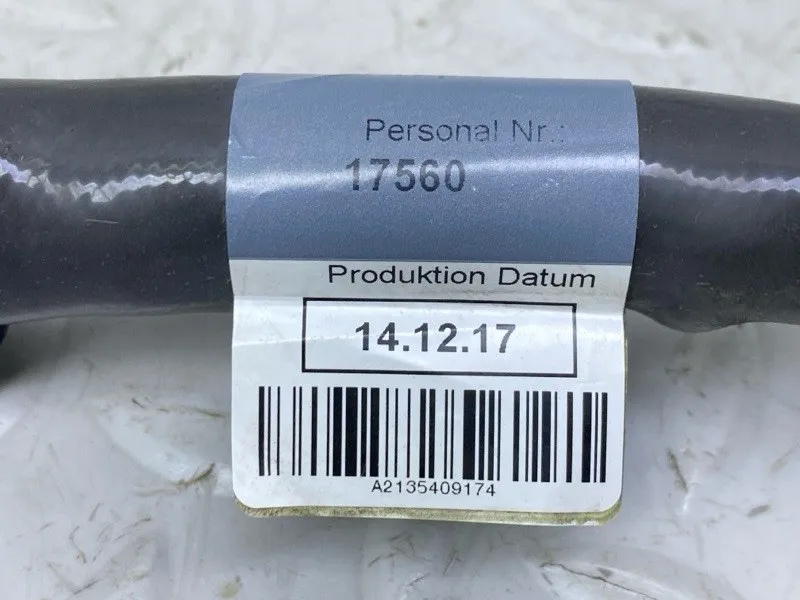 Personal Nr.:
17560
Produktion Datum
14.12.17
A2135409174